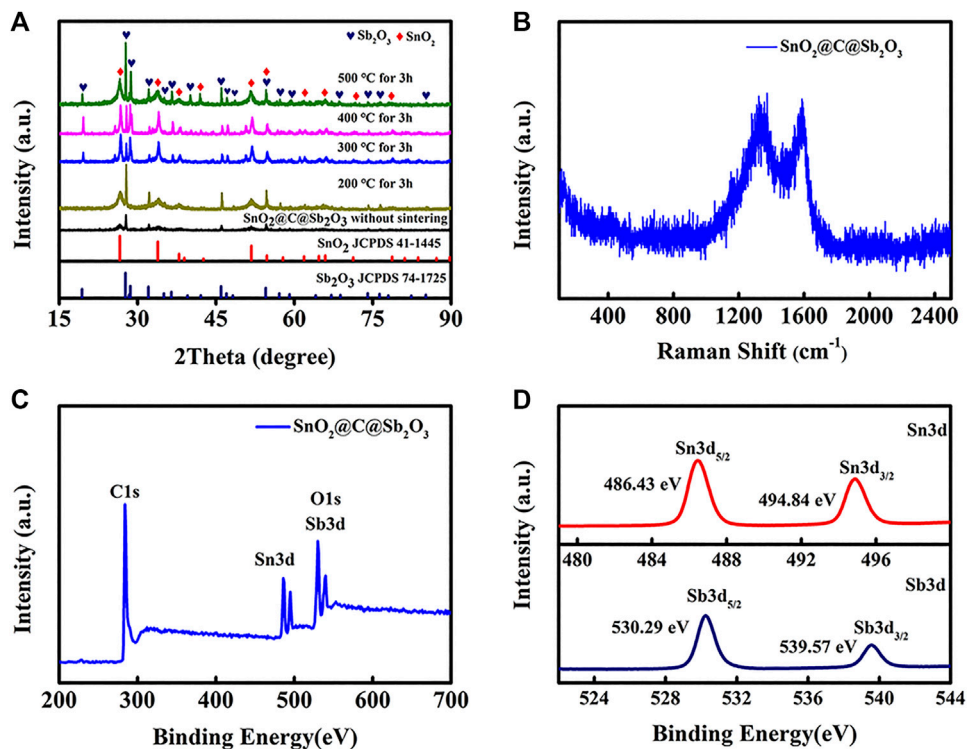 A
Sb₂O₃ SnO₂
500 °C for 3h
400 °C for 3h
300 °C for 3h
200 °C for 3h
SnO₂@C@Sb₂O₃ without sintering
SnO₂ JCPDS 41-1445
Sb₂O₃ JCPDS 74-1725
Intensity (a.u.)
15 30 45 60 75 90
2Theta (degree)
B
SnO₂@C@Sb₂O₃
Intensity (a.u.)
400 800 1200 1600 2000 2400
Raman Shift (cm⁻¹)
C
SnO₂@C@Sb₂O₃
C1s
O1s
Sb3d
Sn3d
Intensity (a.u.)
200 300 400 500 600 700
Binding Energy(eV)
D
Sn3d
Sn3d₅/₂
Sn3d₃/₂
486.43 eV
494.84 eV
480 484 488 492 496
Sb3d
Sb3d₅/₂
530.29 eV
Sb3d₃/₂
539.57 eV
Intensity (a.u.)
524 528 532 536 540 544
Binding Energy(eV)